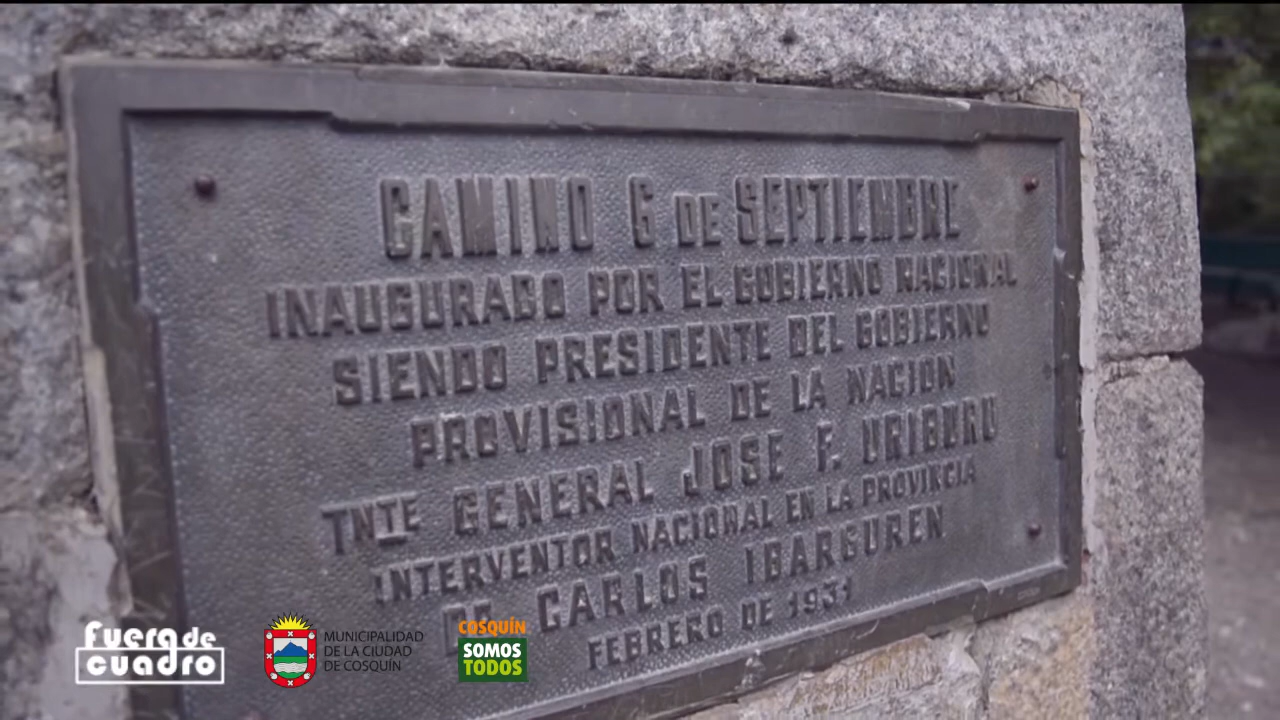 CAMINO 6 DE SEPTIEMBRE
INAUGURADO POR EL GOBIERNO NACIONAL
SIENDO PRESIDENTE DEL GOBIERNO
PROVISIONAL DE LA NACION
TNTE GENERAL JOSE F. URIBURU
INTERVENTOR NACIONAL EN LA PROVINCIA
DR CARLOS IBARGUREN
FEBRERO DE 1931
fuera de
cuadro
MUNICIPALIDAD
DE LA CIUDAD
DE COSQUÍN
COSQUÍN
SOMOS
TODOS